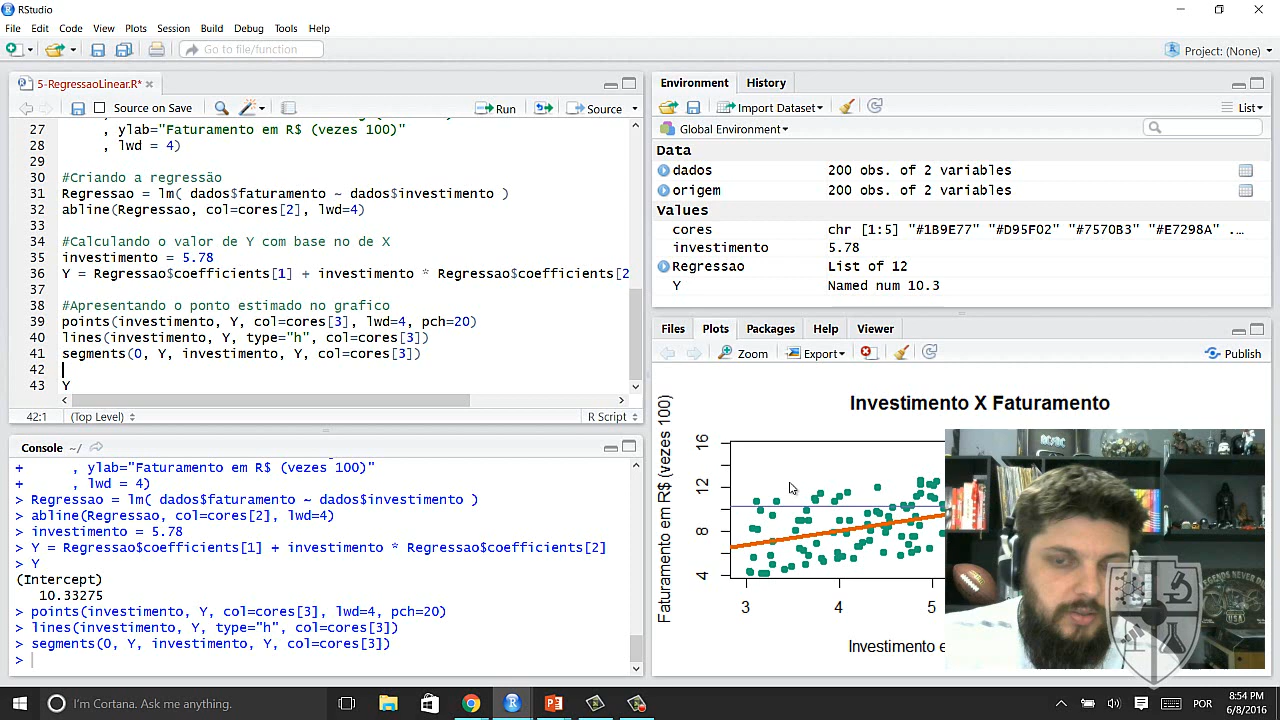 RStudio
File Edit Code View Plots Session Build Debug Tools Help
Go to file/function
Project: (None)
5-RegressaoLinear.R*
Source on Save
Run
Source
27 , ylab="Faturamento em R$ (vezes 100)"
28 , lwd = 4)
29
30 #Criando a regressão
31 Regressao = lm( dados$faturamento ~ dados$investimento )
32 abline(Regressao, col=cores[2], lwd=4)
33
34 #Calculando o valor de Y com base no de X
35 investimento = 5.78
36 Y = Regressao$coefficients[1] + investimento * Regressao$coefficients[2
37
38 #Apresentando o ponto estimado no grafico
39 points(investimento, Y, col=cores[3], lwd=4, pch=20)
40 lines(investimento, Y, type="h", col=cores[3])
41 segments(0, Y, investimento, Y, col=cores[3])
42
43 Y
42:1 (Top Level) R Script
Console ~/
+ , ylab="Faturamento em R$ (vezes 100)"
+ , lwd = 4)
> Regressao = lm( dados$faturamento ~ dados$investimento )
> abline(Regressao, col=cores[2], lwd=4)
> investimento = 5.78
> Y = Regressao$coefficients[1] + investimento * Regressao$coefficients[2]
> Y
(Intercept)
10.33275
> points(investimento, Y, col=cores[3], lwd=4, pch=20)
> lines(investimento, Y, type="h", col=cores[3])
> segments(0, Y, investimento, Y, col=cores[3])
>
Environment History
Import Dataset List
Global Environment
Data
dados 200 obs. of 2 variables
origem 200 obs. of 2 variables
Values
cores chr [1:5] "#1B9E77" "#D95F02" "#7570B3" "#E7298A" ...
investimento 5.78
Regressao List of 12
Y Named num 10.3
Files Plots Packages Help Viewer
Zoom Export Publish
Investimento X Faturamento
Faturamento em R$ (vezes 100)
16
12
8
4
3 4 5
Investimento e
LEGENDS NEVER DIE
I'm Cortana. Ask me anything.
POR
8:54 PM
6/8/2016